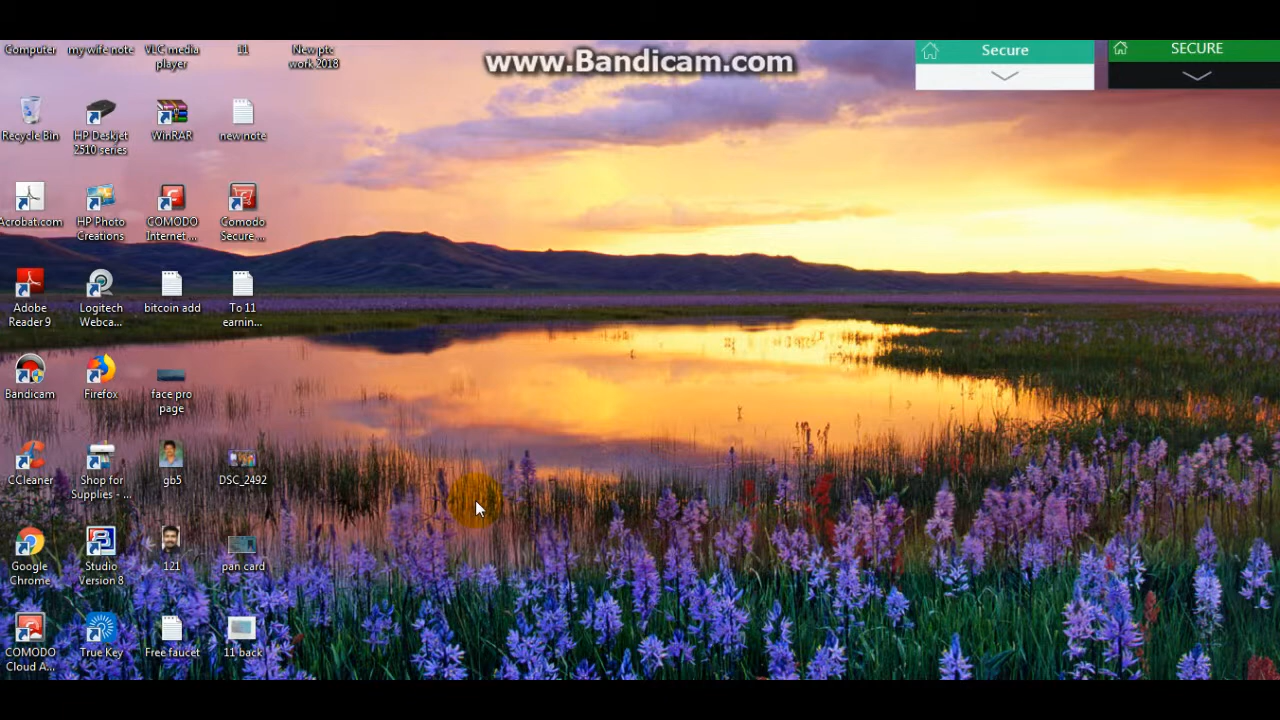 www.Bandicam.com
Secure
SECURE
Computer
my wife note
VLC media
player
11
New ptc
work 2018
Recycle Bin
HP Deskjet
2510 series
WinRAR
new note
Acrobat.com
HP Photo
Creations
COMODO
Internet ...
Comodo
Secure ...
Adobe
Reader 9
Logitech
Webca...
bitcoin add
To 11
earnin...
Bandicam
Firefox
face pro
page
CCleaner
Shop for
Supplies - ...
gb5
DSC_2492
Google
Chrome
Studio
Version 8
121
pan card
COMODO
Cloud A...
True Key
Free faucet
11 back